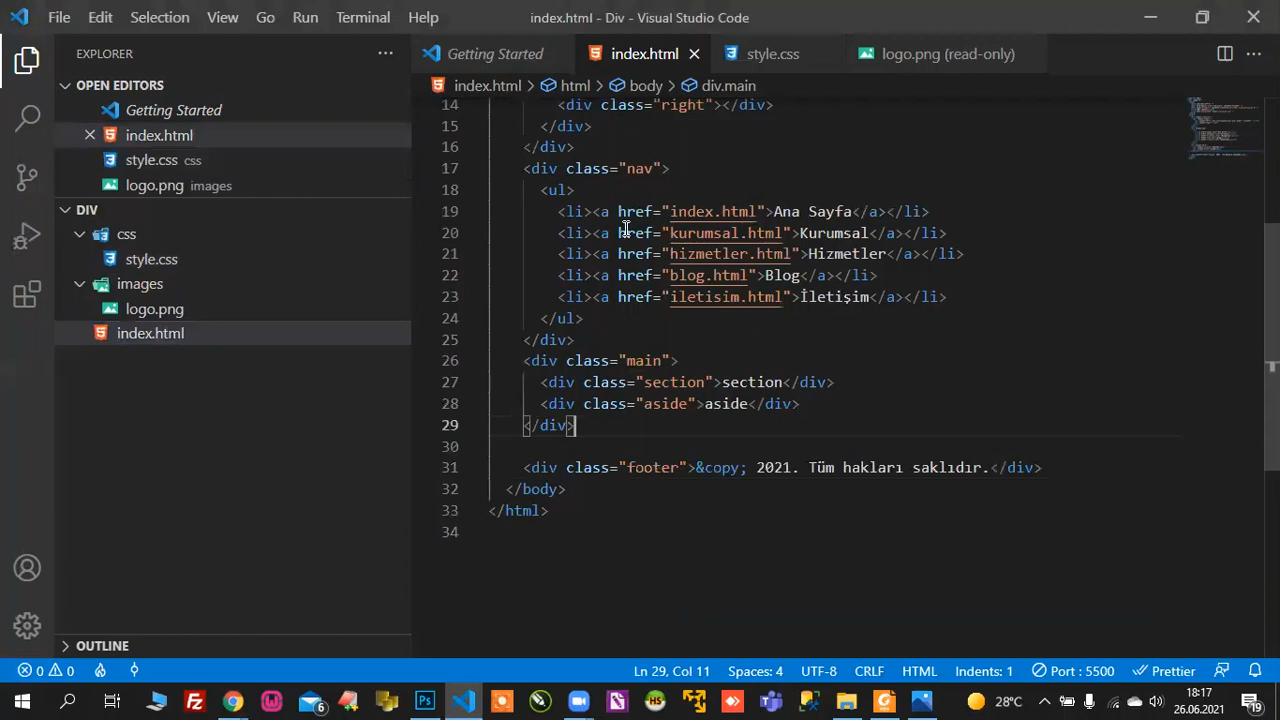 File Edit Selection View Go Run Terminal Help
index.html - Div - Visual Studio Code
EXPLORER
OPEN EDITORS
Getting Started
index.html
style.css css
logo.png images
DIV
css
style.css
images
logo.png
index.html
OUTLINE
Getting Started index.html style.css logo.png (read-only)
index.html > html > body > div.main
14 <div class="right"></div>
15 </div>
16 </div>
17 <div class="nav">
18 <ul>
19 <li><a href="index.html">Ana Sayfa</a></li>
20 <li><a href="kurumsal.html">Kurumsal</a></li>
21 <li><a href="hizmetler.html">Hizmetler</a></li>
22 <li><a href="blog.html">Blog</a></li>
23 <li><a href="iletisim.html">İletişim</a></li>
24 </ul>
25 </div>
26 <div class="main">
27 <div class="section">section</div>
28 <div class="aside">aside</div>
29 </div>
30
31 <div class="footer">&copy; 2021. Tüm hakları saklıdır.</div>
32 </body>
33 </html>
34
0 0 Ln 29, Col 11 Spaces: 4 UTF-8 CRLF HTML Indents: 1 Port : 5500 Prettier
28°C 18:17
26.06.2021